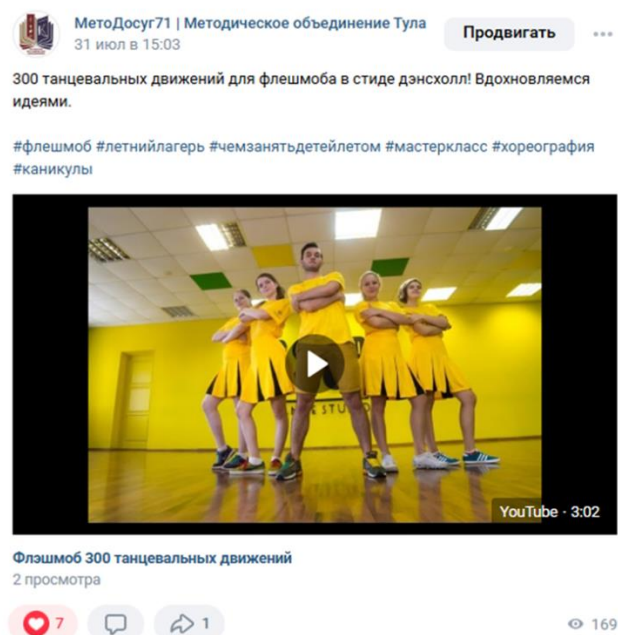 МетоДосуг71 | Методическое объединение Тула
31 июл в 15:03
Продвигать
300 танцевальных движений для флешмоба в стиде дэнсхолл! Вдохновляемся
идеями.
#флешмоб #летнийлагерь #чемзанятьдетейлетом #мастеркласс #хореография
#каникулы
YouTube · 3:02
Флэшмоб 300 танцевальных движений
2 просмотра
7
1
169